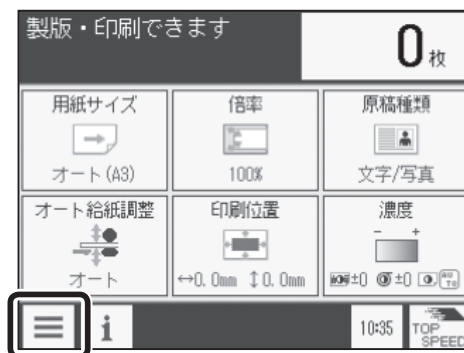 製版・印刷できます
0枚
用紙サイズ
オート(A3)
倍率
100%
原稿種類
文字/写真
オート給紙調整
オート
印刷位置
↔0.0mm ↕0.0mm
濃度
- +
±0 ±0 AUTO
i
10:35
TOP
SPEED